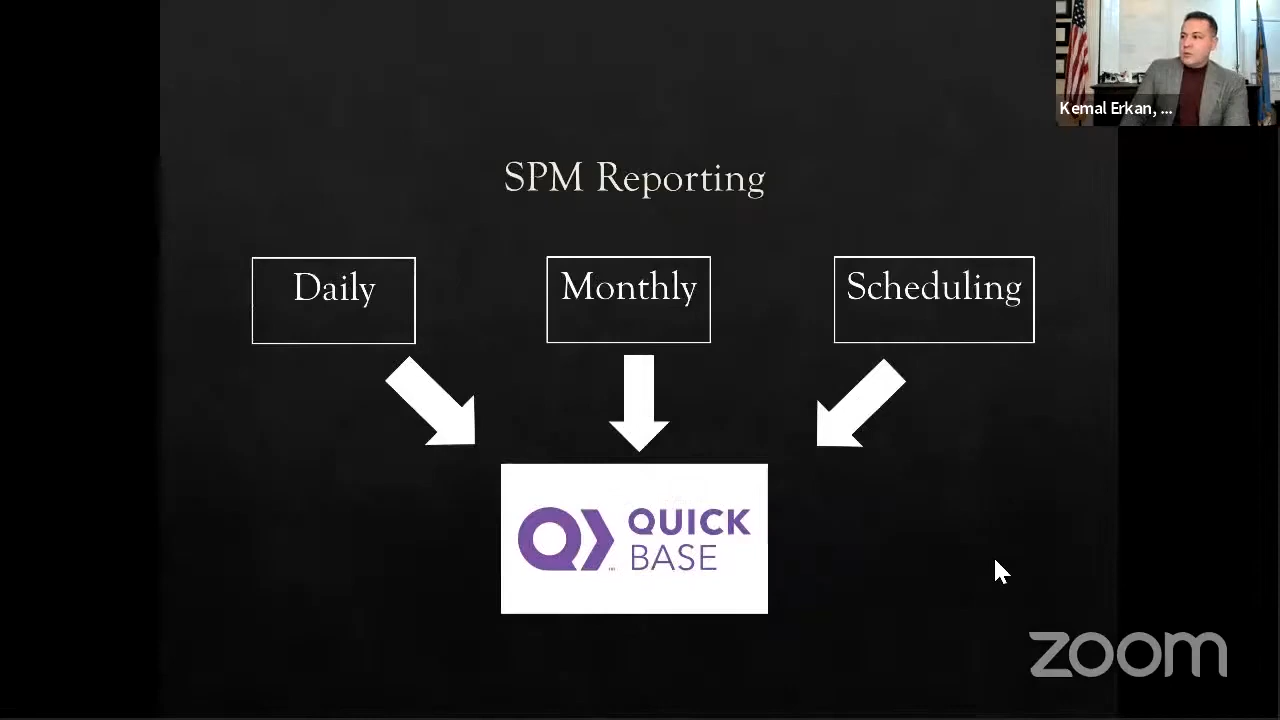 Kemal Erkan, ...
SPM Reporting
Daily
Monthly
Scheduling
QUICK
BASE
zoom